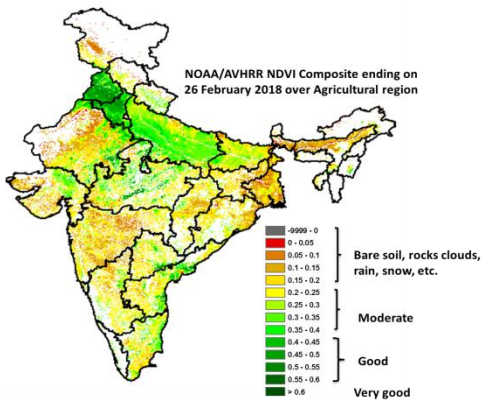 NOAA/AVHRR NDVI Composite ending on
26 February 2018 over Agricultural region
-9999 - 0
0 - 0.05
0.05 - 0.1
0.1 - 0.15
0.15 - 0.2
0.2 - 0.25
0.25 - 0.3
0.3 - 0.35
0.35 - 0.4
0.4 - 0.45
0.45 - 0.5
0.5 - 0.55
0.55 - 0.6
> 0.6
Bare soil, rocks clouds,
rain, snow, etc.
Moderate
Good
Very good